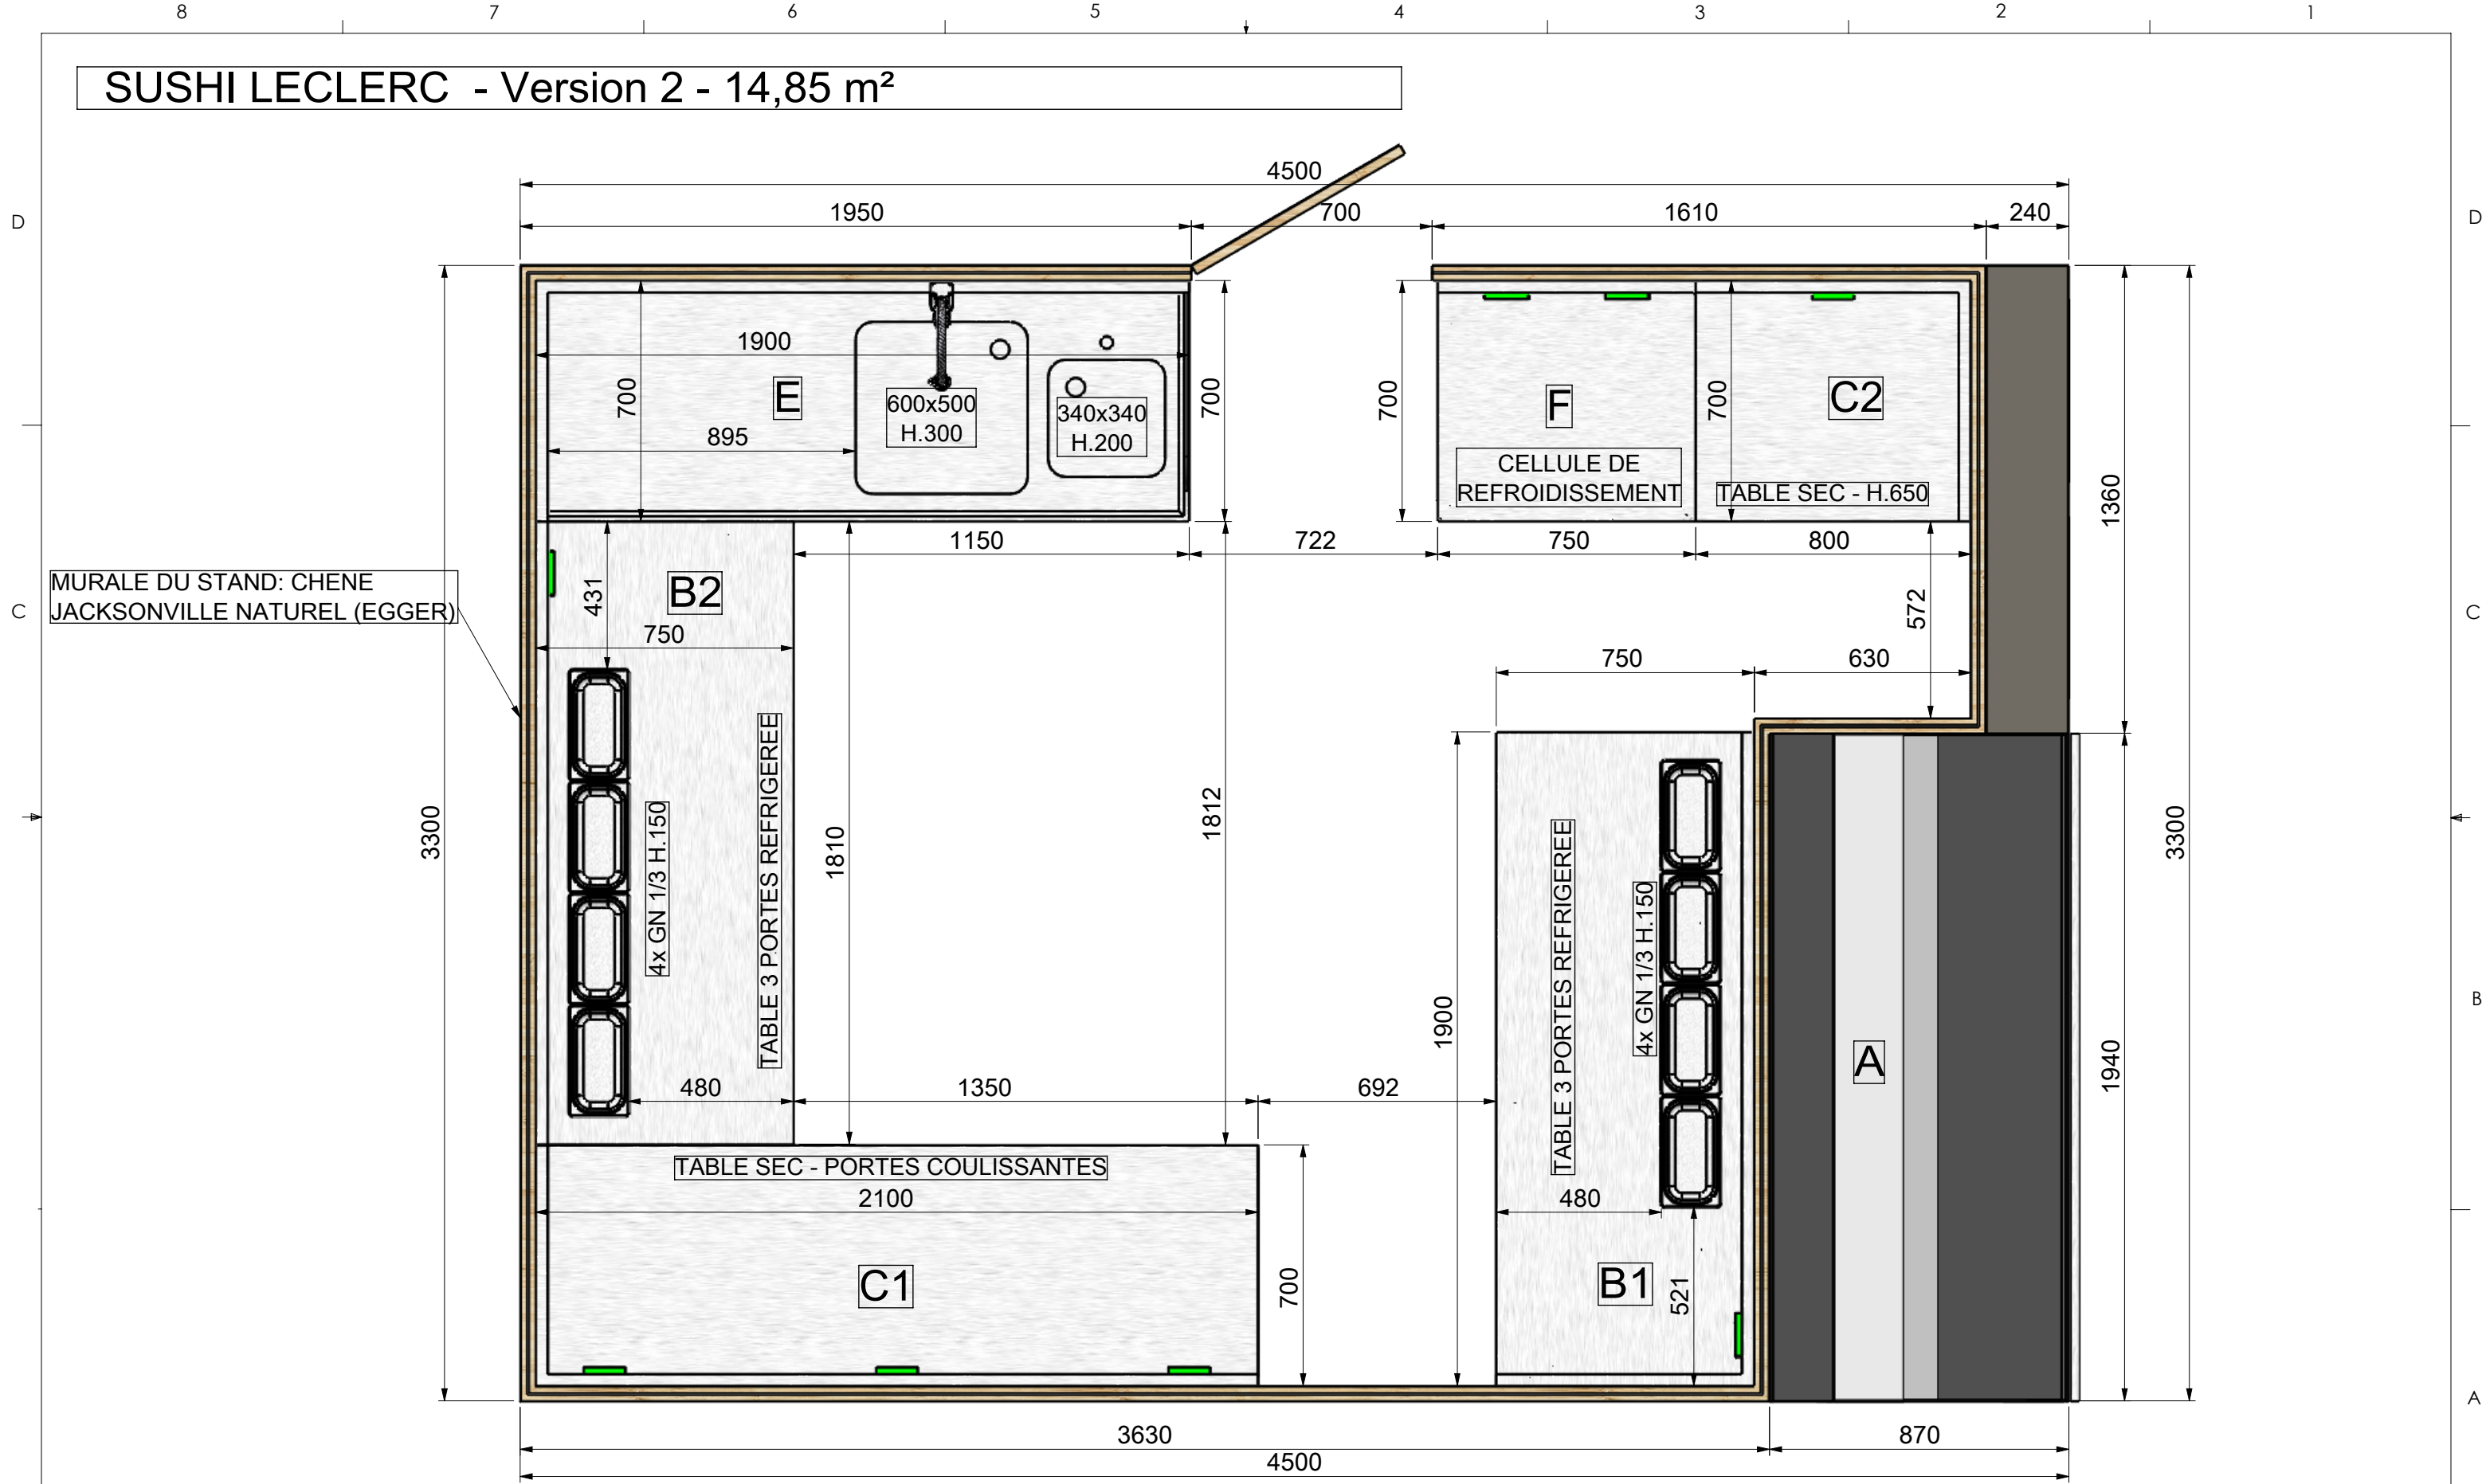 8 7 6 5 4 3 2 1
SUSHI LECLERC - Version 2 - 14,85 m²
4500
D 1950 700 1610 240 D
1900
700
E
895
600x500
H.300
340x340
H.200
700
700
F
CELLULE DE
REFROIDISSEMENT
700
C2
TABLE SEC - H.650
1360
1150 722 750 800
C
MURALE DU STAND: CHENE
JACKSONVILLE NATUREL (EGGER)
431
B2
750
572
C
750 630
3300
4x GN 1/3 H.150
TABLE 3 PORTES REFRIGEREE
1810
1812
1900
TABLE 3 PORTES REFRIGEREE
4x GN 1/3 H.150
3300
B
A
1940
480 1350 692
TABLE SEC - PORTES COULISSANTES
2100
480
C1
700
B1
521
A
3630 870
4500